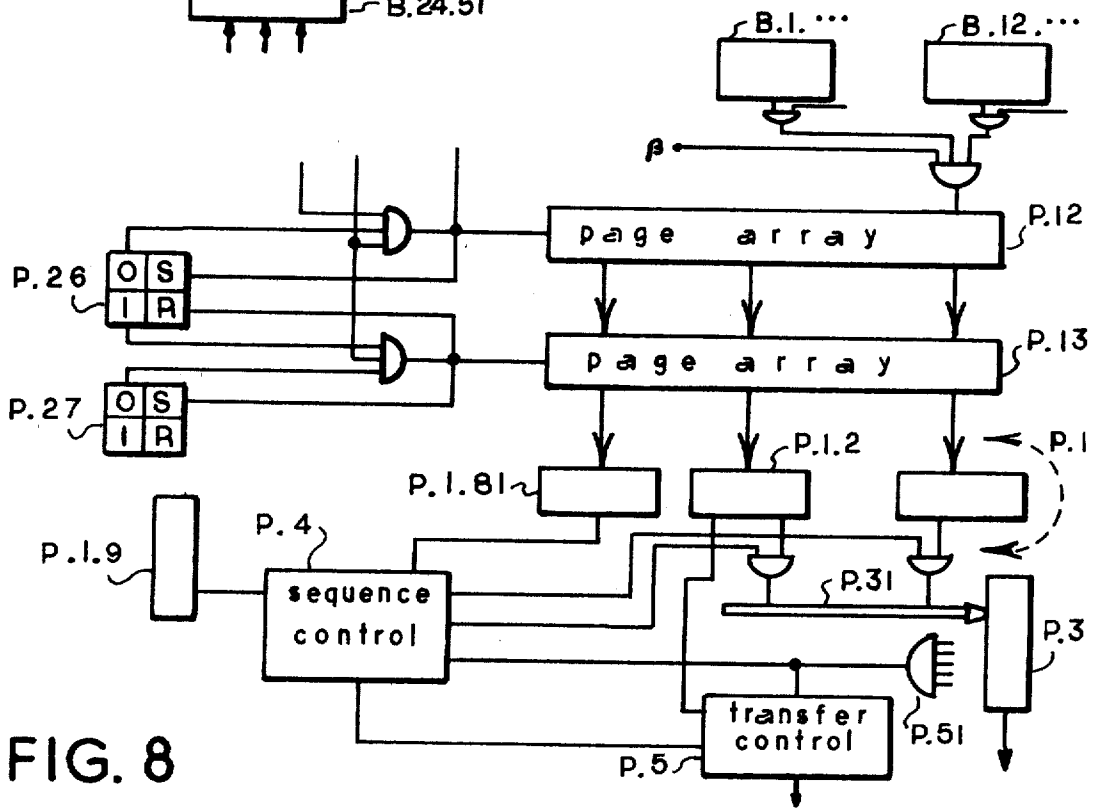 B.24.51
B.1. ···
B.12. ···
β
P.12
page array
P.26
O S
I R
P.13
page array
P.27
O S
I R
P.1
P.1.2
P.1.81
P.4
P.1.9
sequence
control
P.31
P.3
P.51
transfer
control
P.5
FIG. 8